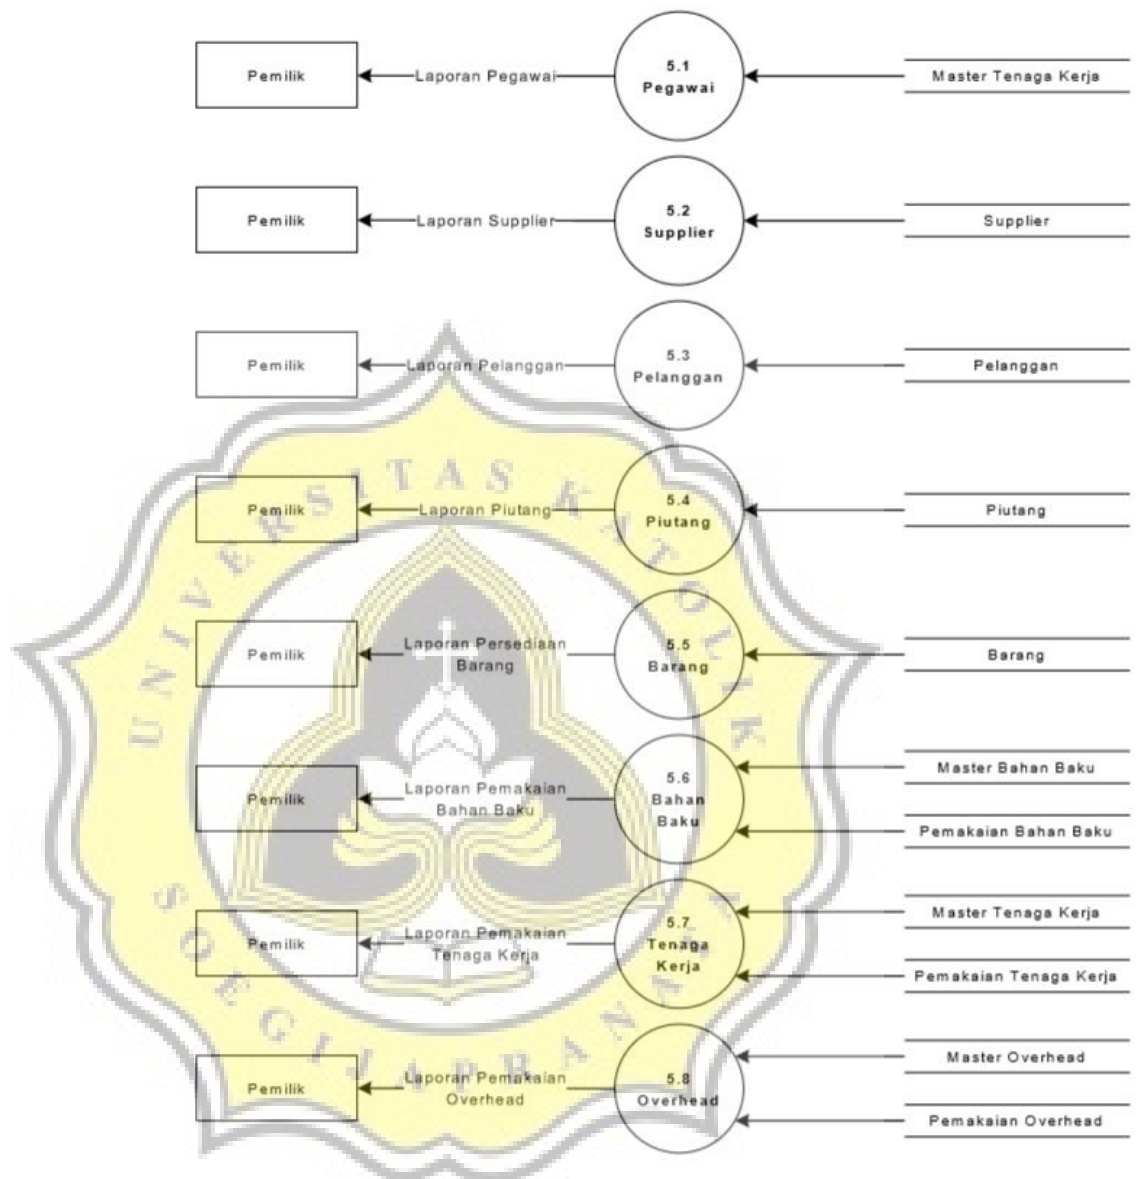 Pemilik
Laporan Pegawai
5.1
Pegawai
Master Tenaga Kerja
Pemilik
Laporan Supplier
5.2
Supplier
Supplier
Pemilik
Laporan Pelanggan
5.3
Pelanggan
Pelanggan
Pemilik
Laporan Piutang
5.4
Piutang
Piutang
Pemilik
Laporan Persediaan
Barang
5.5
Barang
Barang
Pemilik
Laporan Pemakaian
Bahan Baku
5.6
Bahan
Baku
Master Bahan Baku
Pemakaian Bahan Baku
Pemilik
Laporan Pemakaian
Tenaga Kerja
5.7
Tenaga
Kerja
Master Tenaga Kerja
Pemakaian Tenaga Kerja
Pemilik
Laporan Pemakaian
Overhead
5.8
Overhead
Master Overhead
Pemakaian Overhead
UNIVERSITAS KATOLIK
SOEGIJAPRANATA